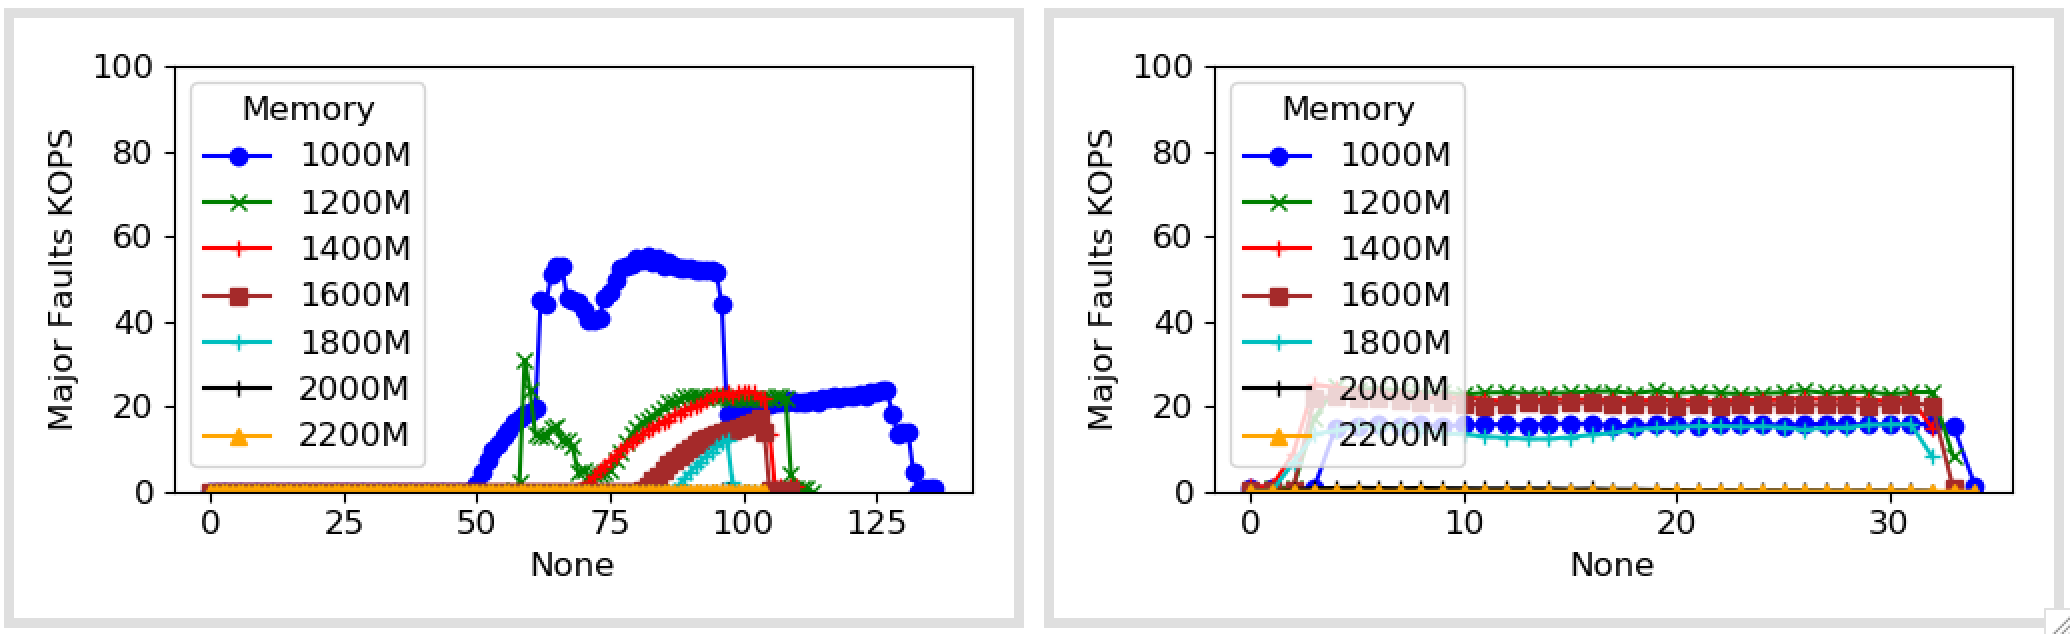 100
80
60
40
20
0
Major Faults KOPS
Memory
1000M
1200M
1400M
1600M
1800M
2000M
2200M
0 25 50 75 100 125
None
100
80
60
40
20
0
Major Faults KOPS
Memory
1000M
1200M
1400M
1600M
1800M
2000M
2200M
0 10 20 30
None